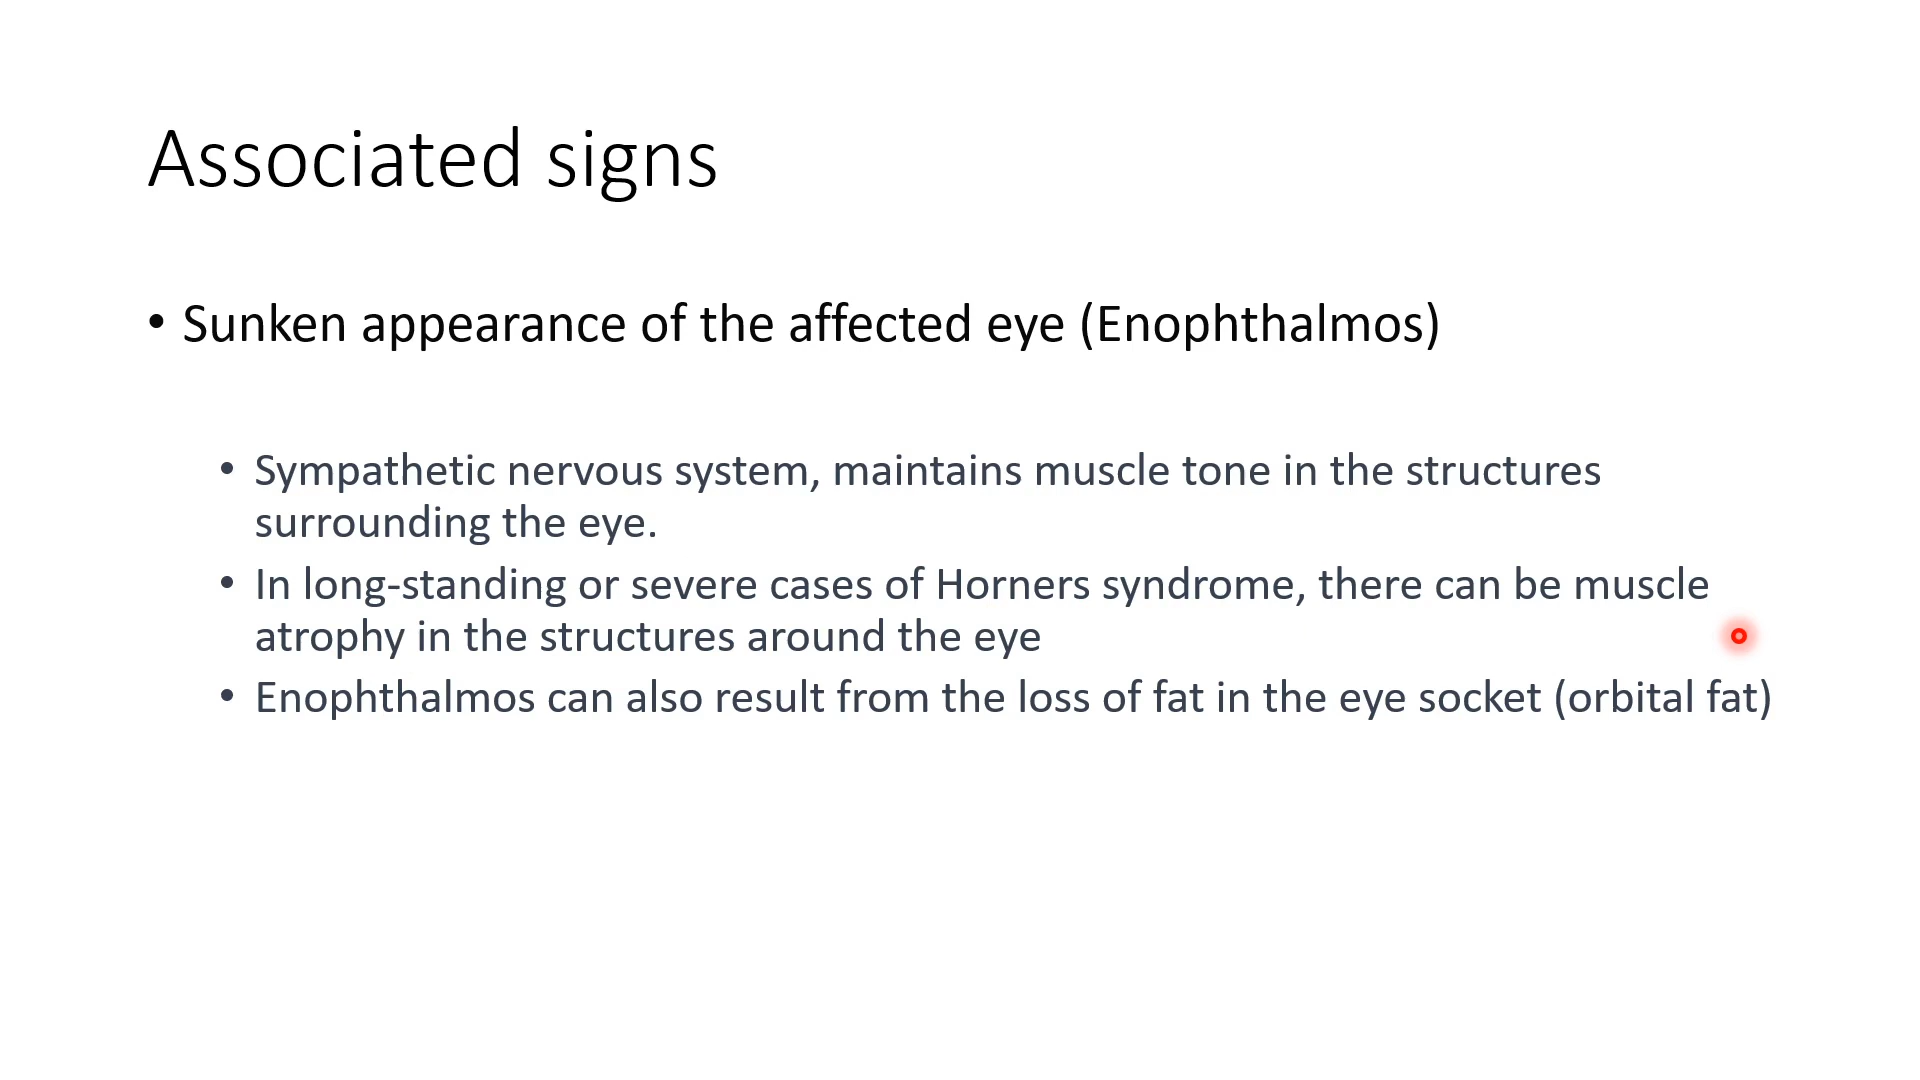 Associated signs
• Sunken appearance of the affected eye (Enophthalmos)
• Sympathetic nervous system, maintains muscle tone in the structures
surrounding the eye.
• In long-standing or severe cases of Horners syndrome, there can be muscle
atrophy in the structures around the eye
• Enophthalmos can also result from the loss of fat in the eye socket (orbital fat)